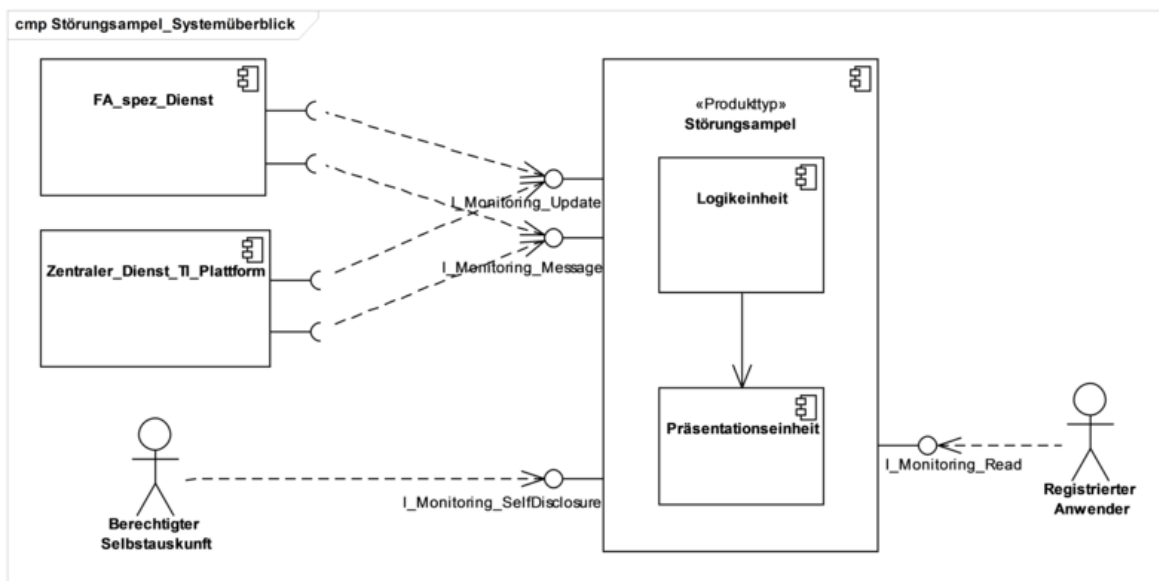 cmp Störungsampel_Systemüberblick
FA_spez_Dienst
«Produkttyp»
Störungsampel
Logikeinheit
I_Monitoring_Update
Zentraler_Dienst_TI_Plattform
I_Monitoring_Message
Präsentationseinheit
I_Monitoring_Read
Registrierter
Anwender
I_Monitoring_SelfDisclosure
Berechtigter
Selbstauskunft